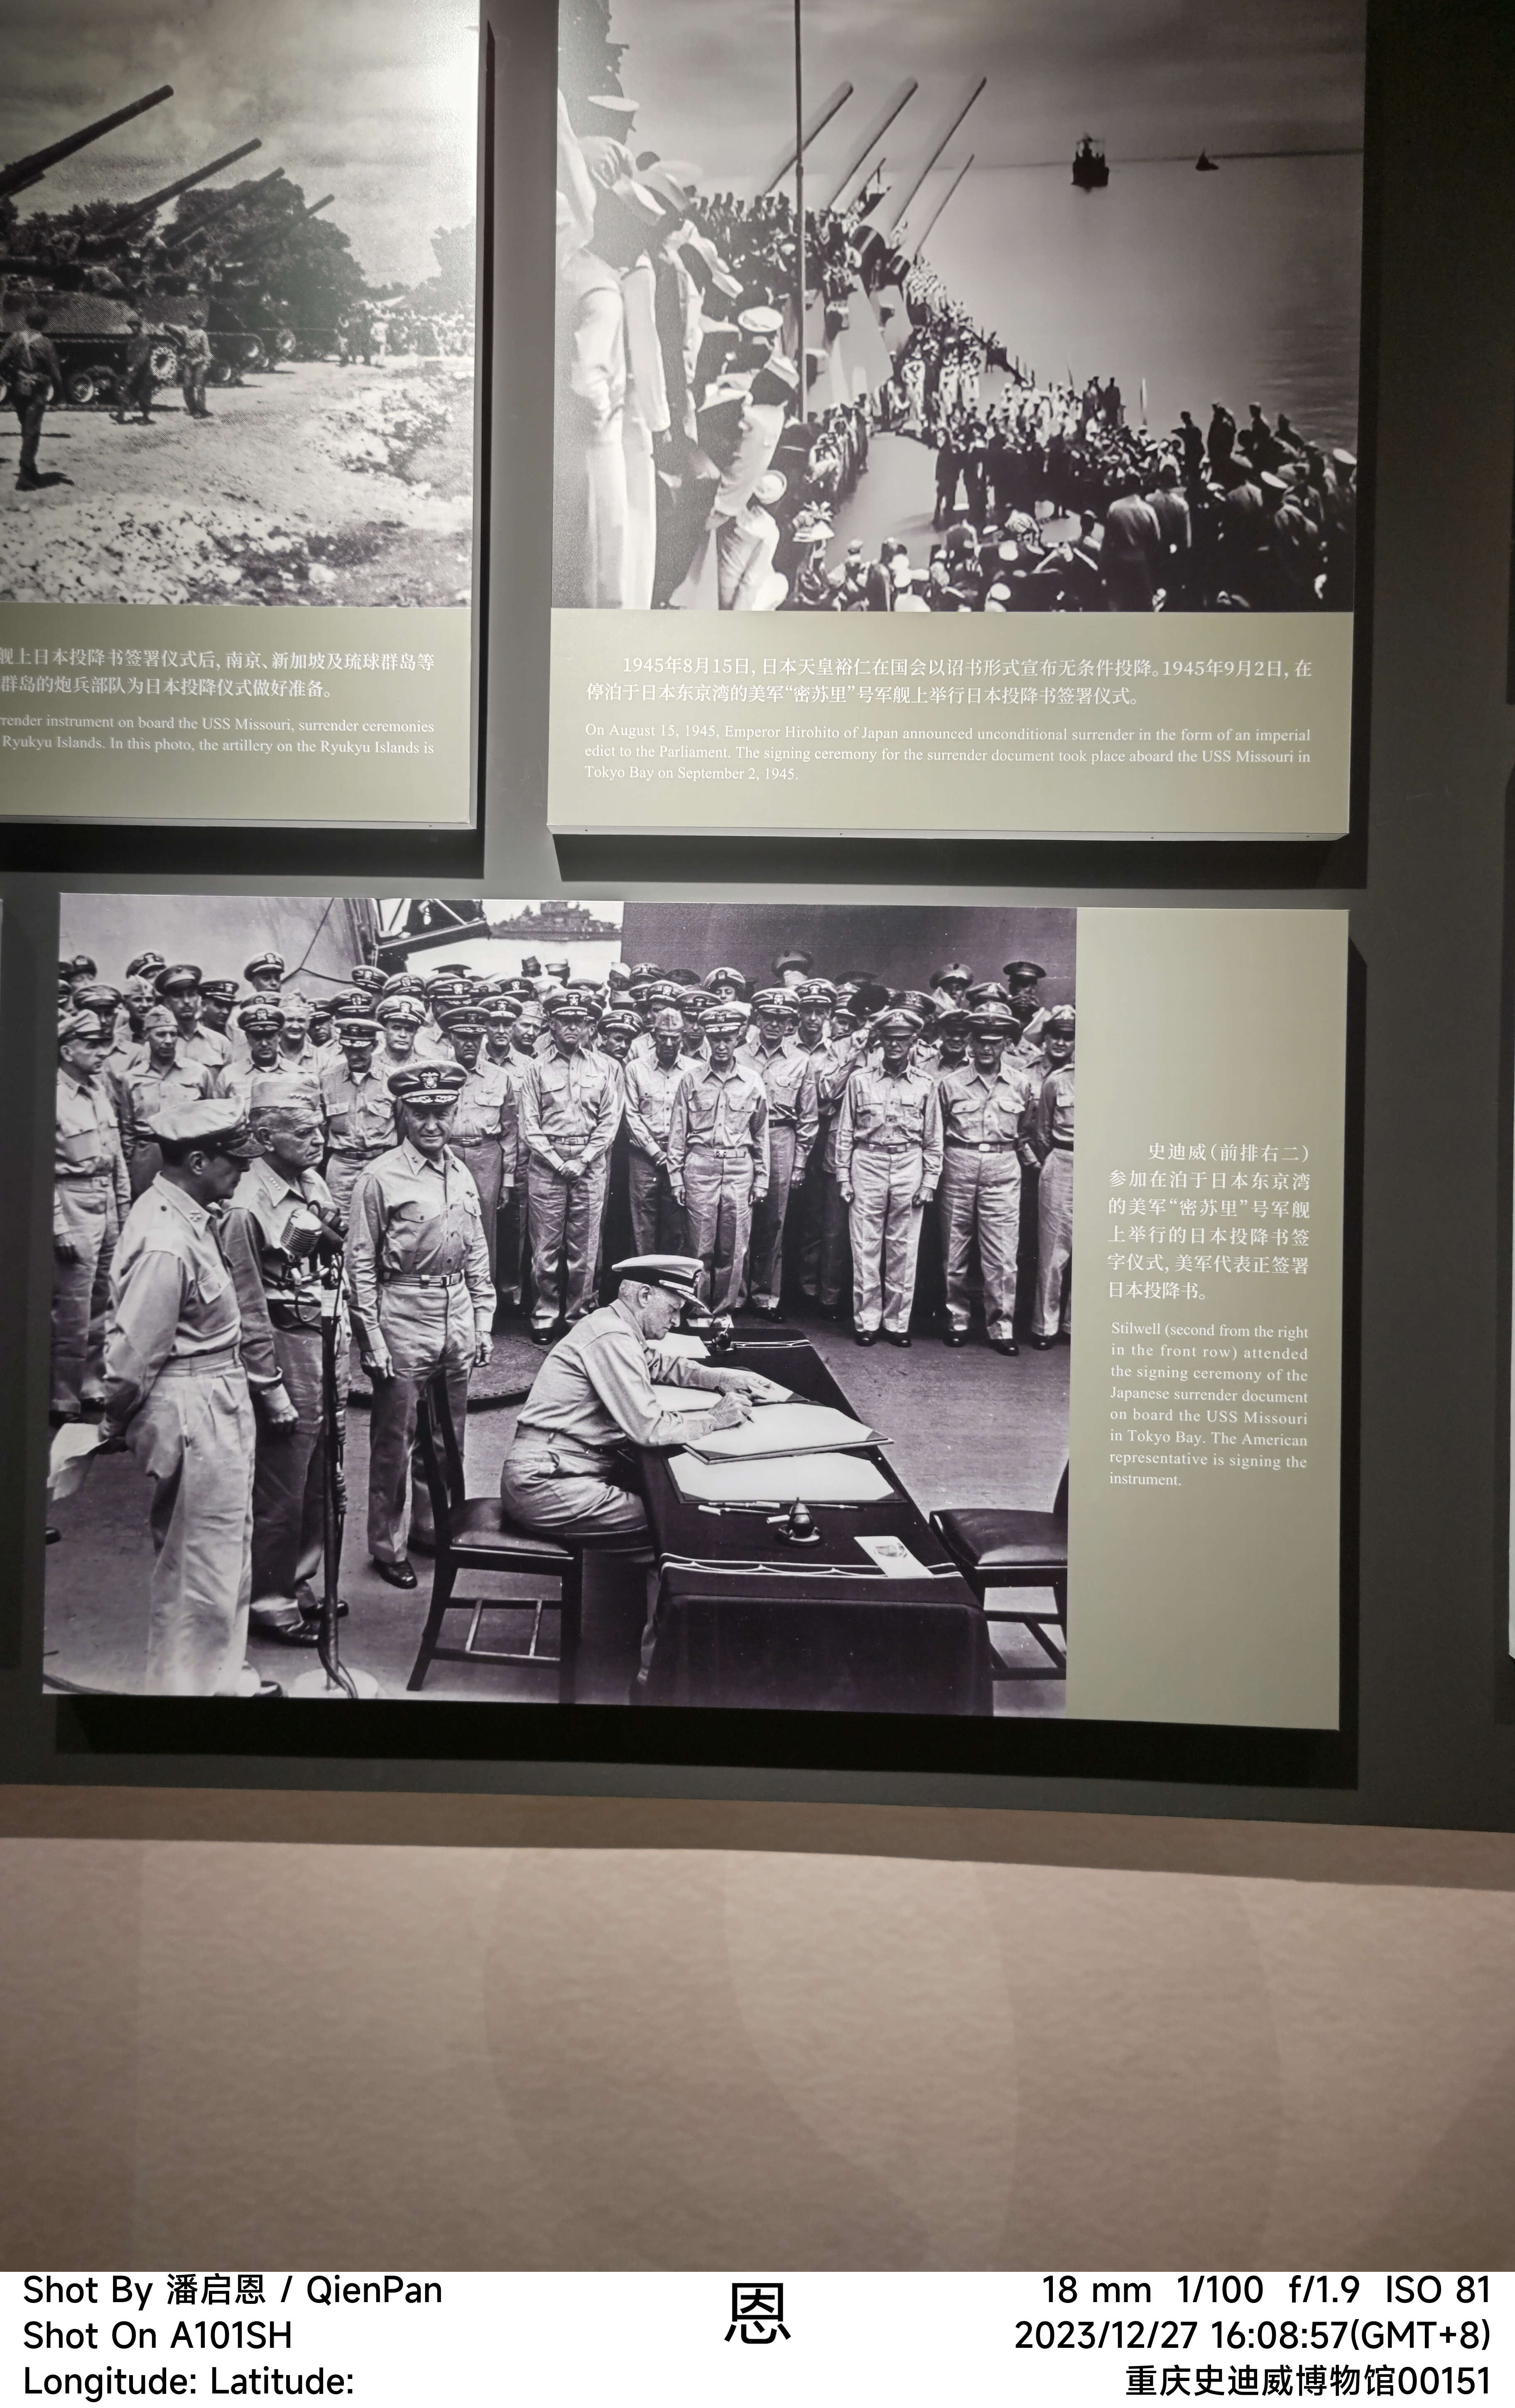 舰上日本投降书签署仪式后, 南京、新加坡及琉球群岛等
群岛的炮兵部队为日本投降仪式做好准备。
render instrument on board the USS Missouri, surrender ceremonies
Ryukyu Islands. In this photo, the artillery on the Ryukyu Islands is
1945年8月15日, 日本天皇裕仁在国会以诏书形式宣布无条件投降。1945年9月2日, 在
停泊于日本东京湾的美军“密苏里”号军舰上举行日本投降书签署仪式。
On August 15, 1945, Emperor Hirohito of Japan announced unconditional surrender in the form of an imperial
edict to the Parliament. The signing ceremony for the surrender document took place aboard the USS Missouri in
Tokyo Bay on September 2, 1945.
史迪威(前排右二)
参加在泊于日本东京湾
的美军“密苏里”号军舰
上举行的日本投降书签
字仪式, 美军代表正签署
日本投降书。
Stilwell (second from the right
in the front row) attended
the signing ceremony of the
Japanese surrender document
on board the USS Missouri
in Tokyo Bay. The American
representative is signing the
instrument.
Shot By 潘启恩 / QienPan
Shot On A101SH
Longitude: Latitude:
恩
18 mm 1/100 f/1.9 ISO 81
2023/12/27 16:08:57(GMT+8)
重庆史迪威博物馆00151